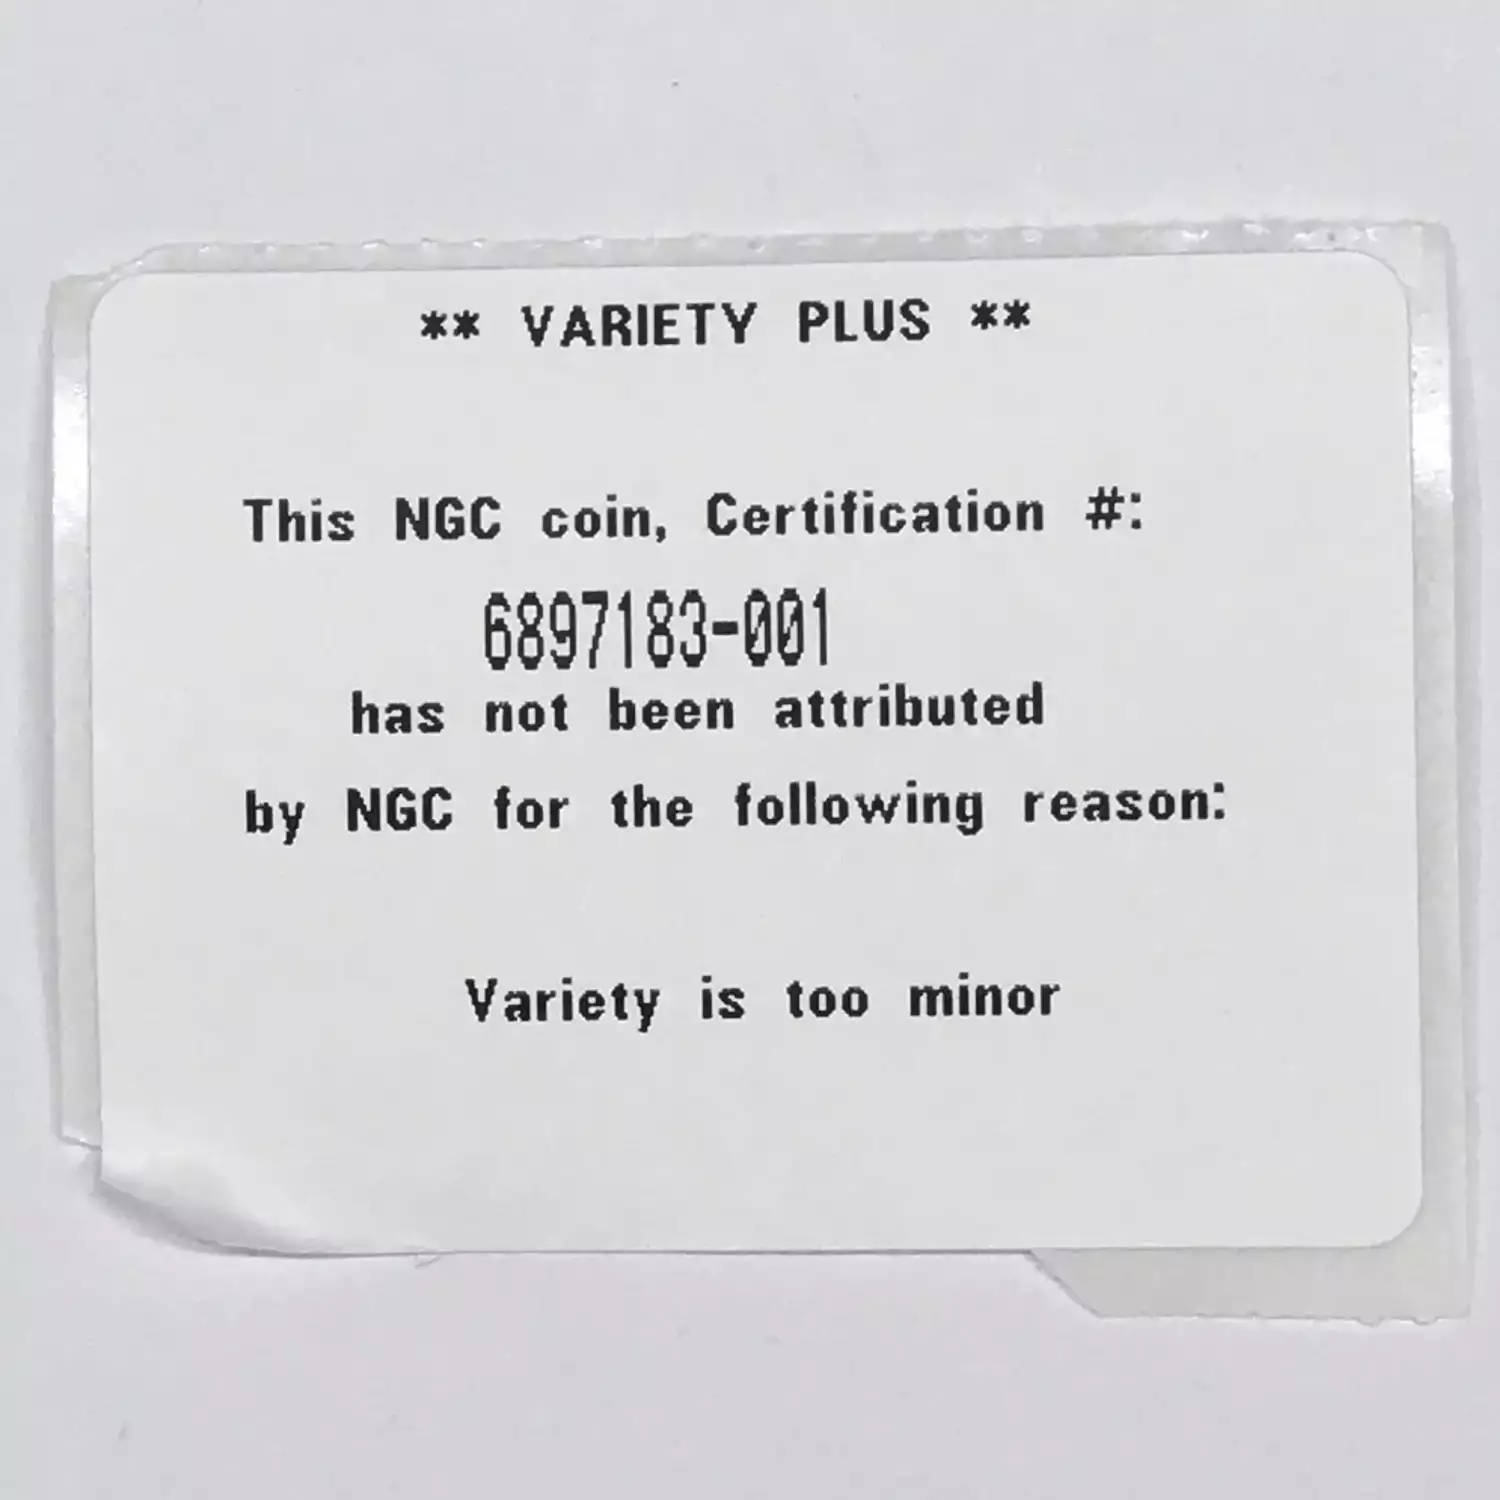 ** VARIETY PLUS **
This NGC coin, Certification #:
6897183-001
has not been attributed
by NGC for the following reason:
Variety is too minor